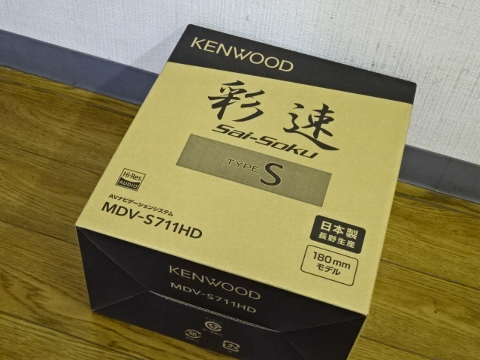 KENWOOD
彩速
Sai-Soku
TYPE S
Hi-Res
AUDIO
AVナビゲーションシステム
MDV-S711HD
日本製
長野生産
180mm
モデル
KENWOOD
MDV-S711HD